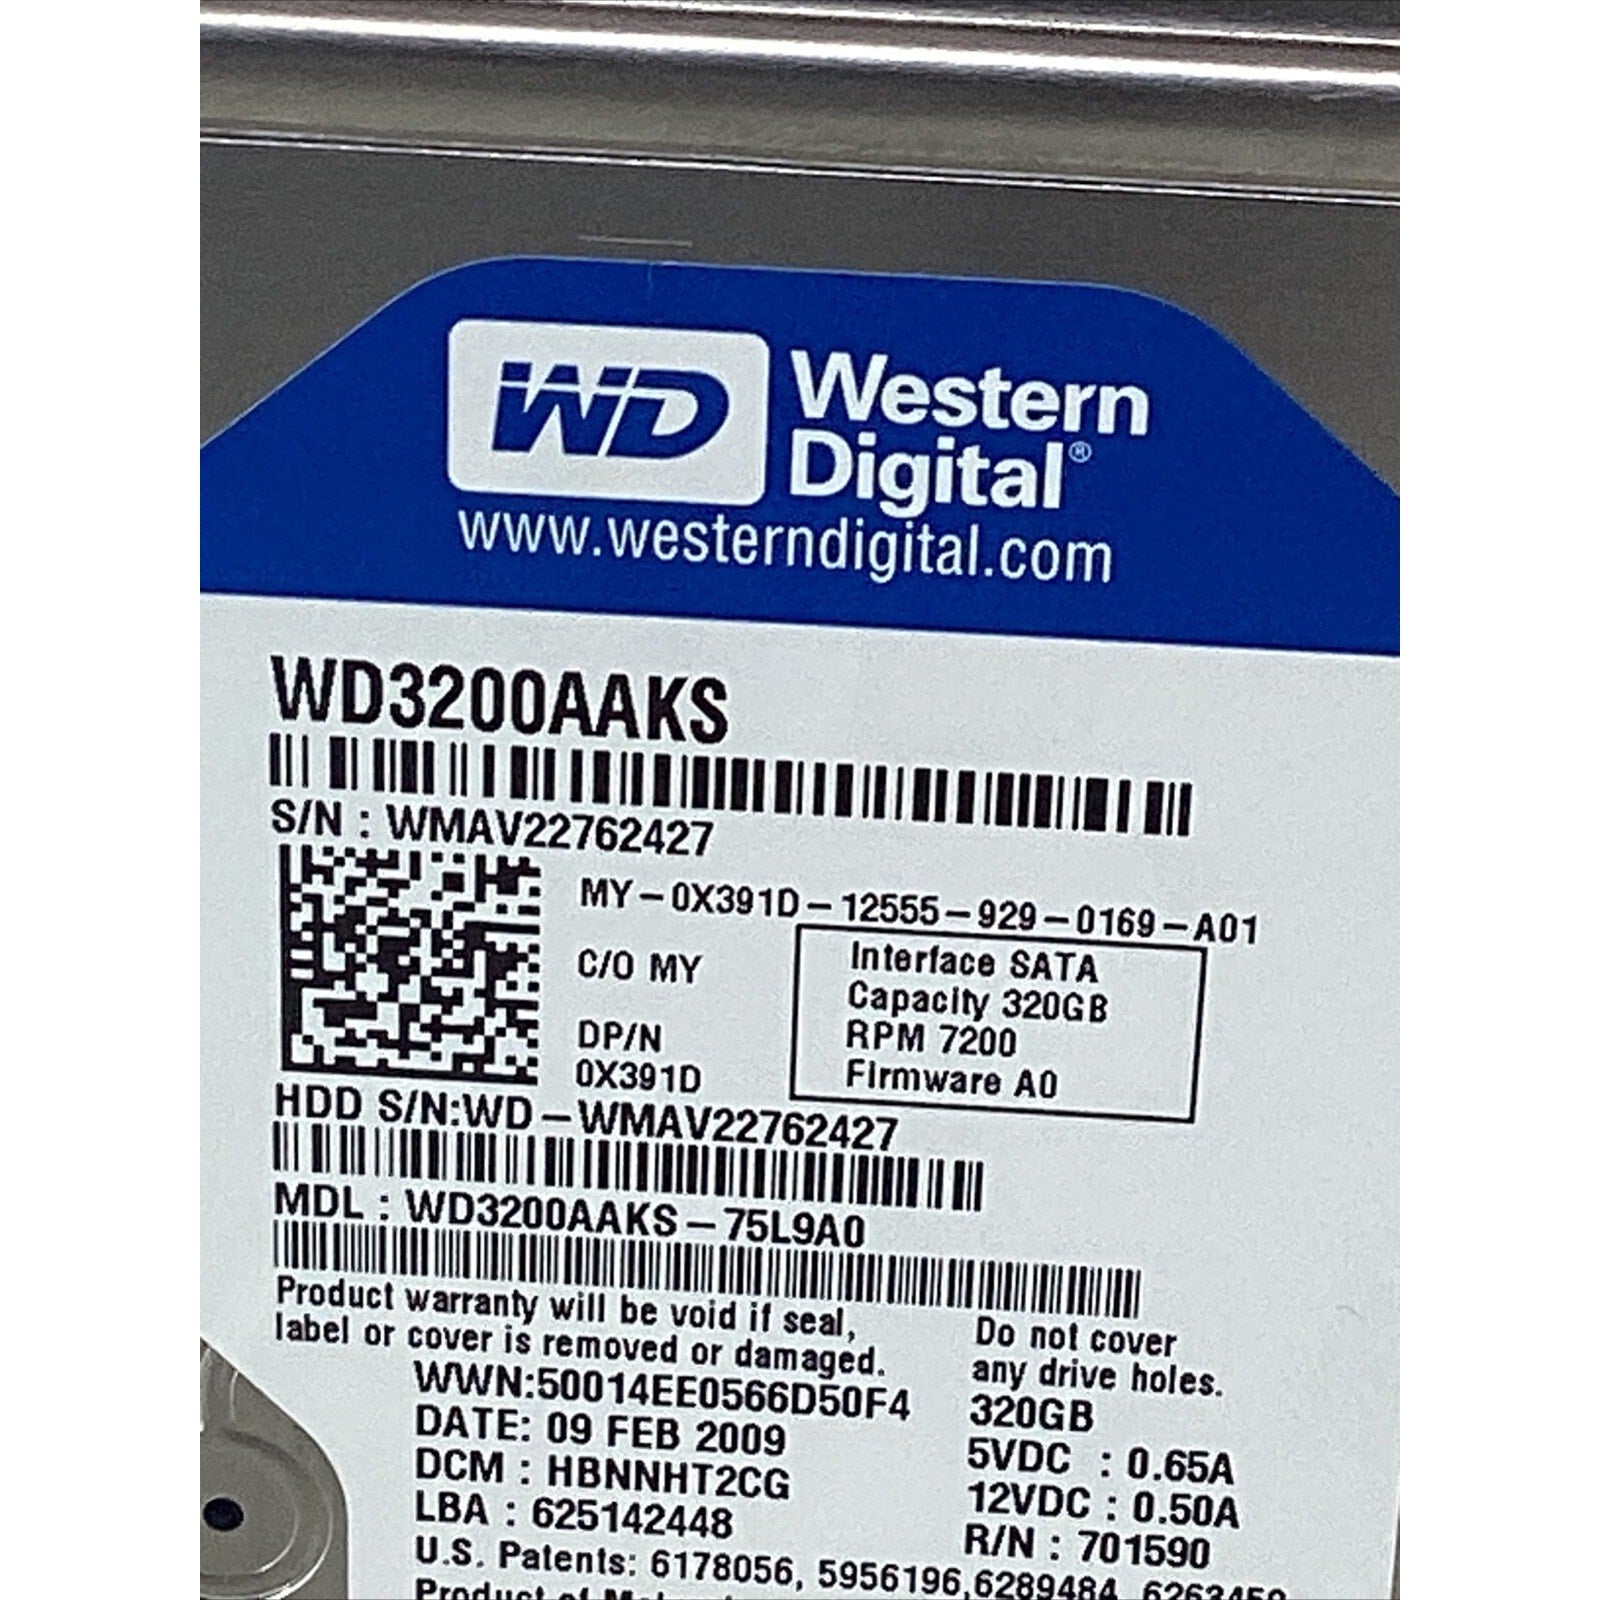 WD Western
Digital®
www.westerndigital.com
WD3200AAKS
S/N : WMAV22762427
MY-0X391D-12555-929-0169-A01
C/O MY
DP/N
0X391D
Interface SATA
Capacity 320GB
RPM 7200
Firmware A0
HDD S/N:WD-WMAV22762427
MDL : WD3200AAKS-75L9A0
Product warranty will be void if seal,
label or cover is removed or damaged.
Do not cover
any drive holes.
WWN:50014EE0566D50F4
DATE: 09 FEB 2009
DCM : HBNNHT2CG
LBA : 625142448
320GB
5VDC : 0.65A
12VDC : 0.50A
R/N : 701590
U.S. Patents: 6178056, 5956196,6289484, 6263459
Product of